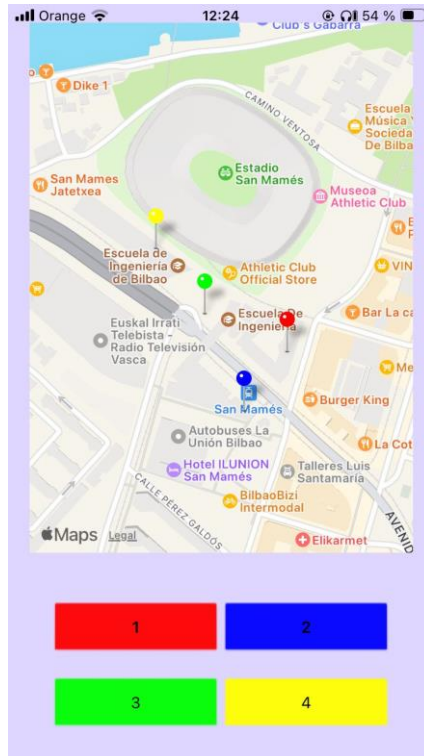 Orange 12:24 54 %
Club's Gabarra
Dike 1
CAMINO VENTOSA
Escuela
Música
Socieda
De Bilba
Estadio
San Mamés
San Mames
Jatetxea
Museoa
Athletic Club
Escuela de
Ingeniería
de Bilbao
Athletic Club
Official Store
VIN
Euskal Irrati
Telebista -
Radio Televisión
Vasca
Escuela De
Ingeniería
Bar La ca
Me
San Mamés
Burger King
Autobuses La
Unión Bilbao
La Cot
Hotel ILUNION
San Mamés
Talleres Luis
Santamaría
CALLE PÉREZ GALDÓS
BilbaoBizi
Intermodal
AVENID
Maps Legal
Elikarmet
1 2
3 4